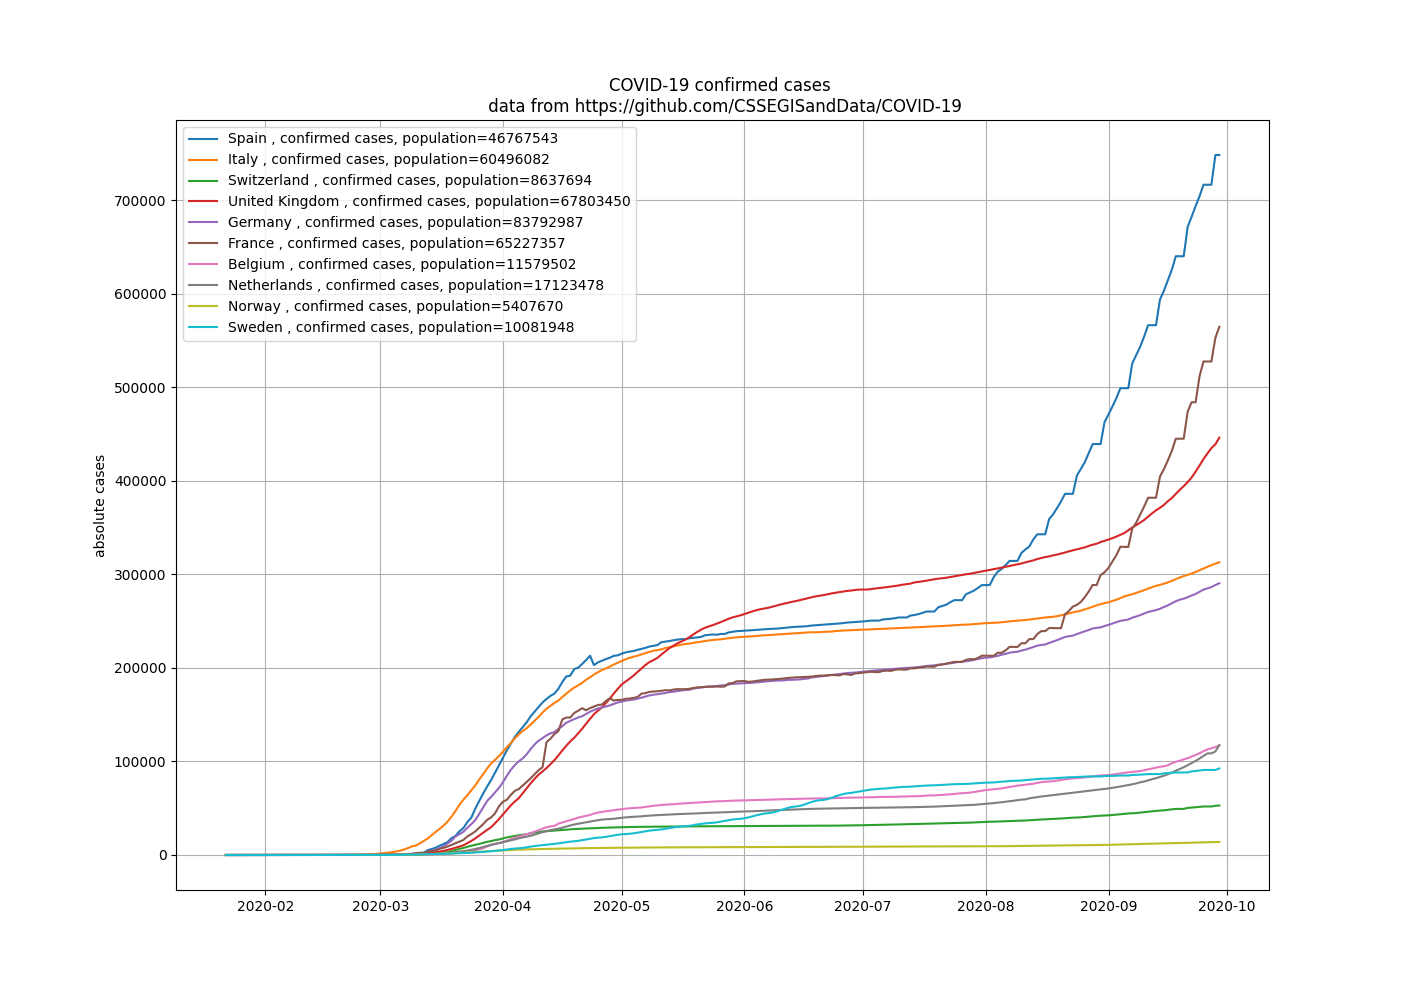 COVID-19 confirmed cases
data from https://github.com/CSSEGISandData/COVID-19
Spain , confirmed cases, population=46767543
Italy , confirmed cases, population=60496082
Switzerland , confirmed cases, population=8637694
United Kingdom , confirmed cases, population=67803450
Germany , confirmed cases, population=83792987
France , confirmed cases, population=65227357
Belgium , confirmed cases, population=11579502
Netherlands , confirmed cases, population=17123478
Norway , confirmed cases, population=5407670
Sweden , confirmed cases, population=10081948
absolute cases
700000
600000
500000
400000
300000
200000
100000
0
2020-02 2020-03 2020-04 2020-05 2020-06 2020-07 2020-08 2020-09 2020-10